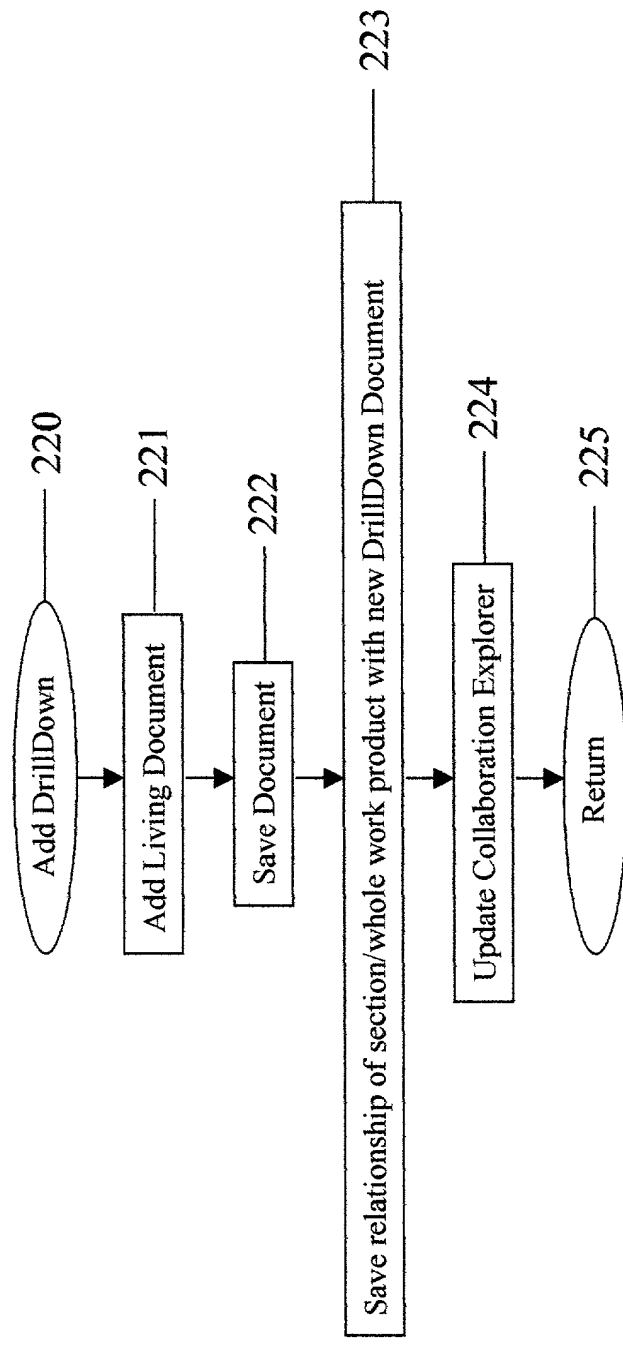 Add DrillDown
220
Add Living Document
221
Save Document
222
Save relationship of section/whole work product with new DrillDown Document
223
Update Collaboration Explorer
224
Return
225